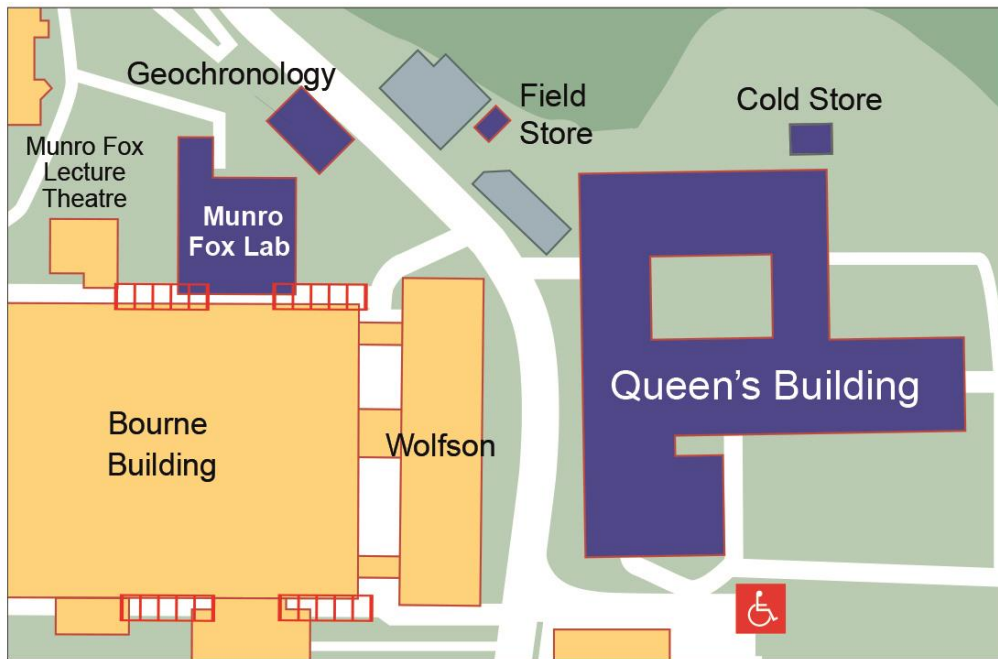 Geochronology
Field
Store
Cold Store
Munro Fox
Lecture
Theatre
Munro
Fox Lab
Queen’s Building
Bourne
Building
Wolfson